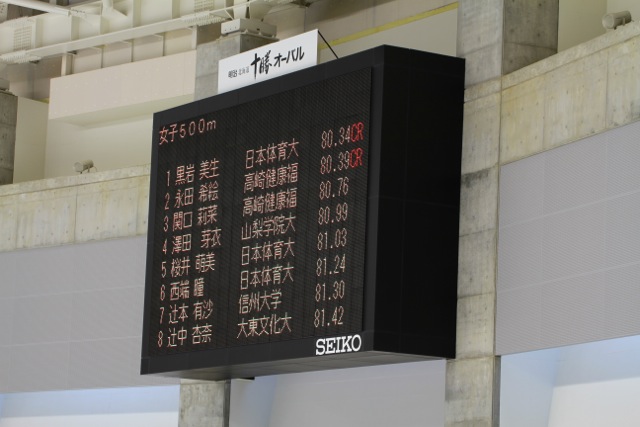 明治 北海道 十勝オーバル
女子500m
1 黒岩 美生 日本体育大 80.34CR
2 永田 希絵 高崎健康福 80.39CR
3 関口 莉菜 高崎健康福 80.76
4 澤田 芽衣 山梨学院大 80.99
5 桜井 萌美 日本体育大 81.03
6 西端 瞳 日本体育大 81.24
7 辻本 有沙 信州大学 81.30
8 辻中 杏奈 大東文化大 81.42
SEIKO